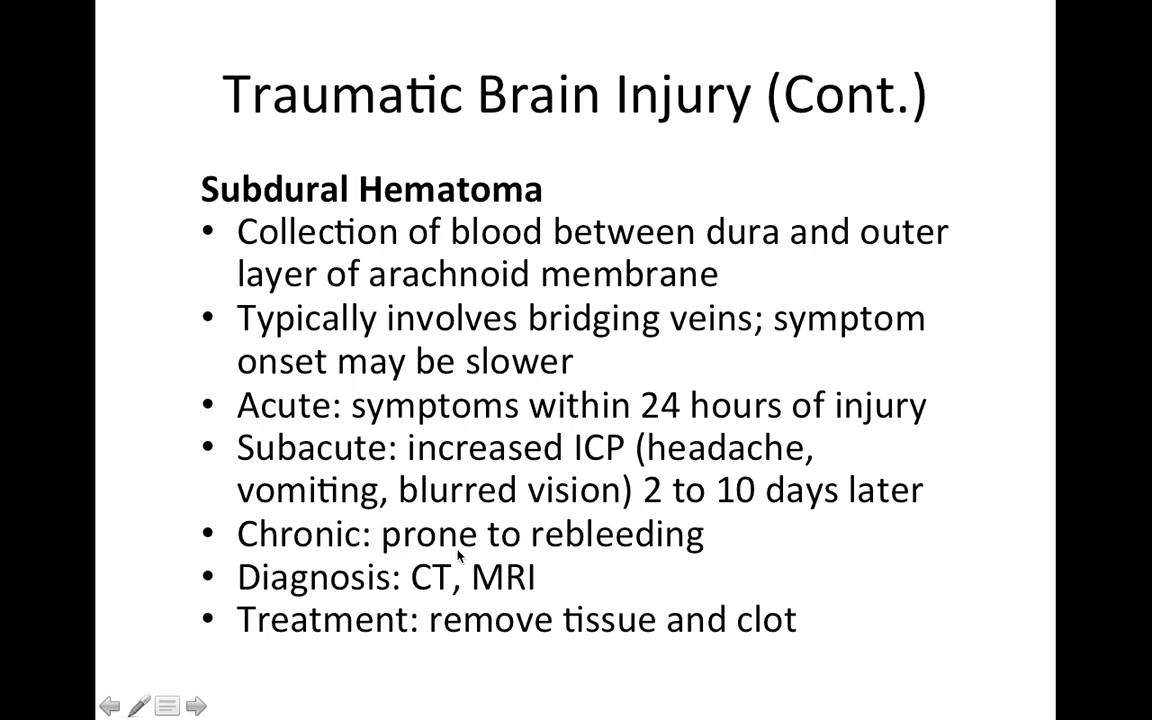 Traumatic Brain Injury (Cont.)
Subdural Hematoma
• Collection of blood between dura and outer
layer of arachnoid membrane
• Typically involves bridging veins; symptom
onset may be slower
• Acute: symptoms within 24 hours of injury
• Subacute: increased ICP (headache,
vomiting, blurred vision) 2 to 10 days later
• Chronic: prone to rebleeding
• Diagnosis: CT, MRI
• Treatment: remove tissue and clot